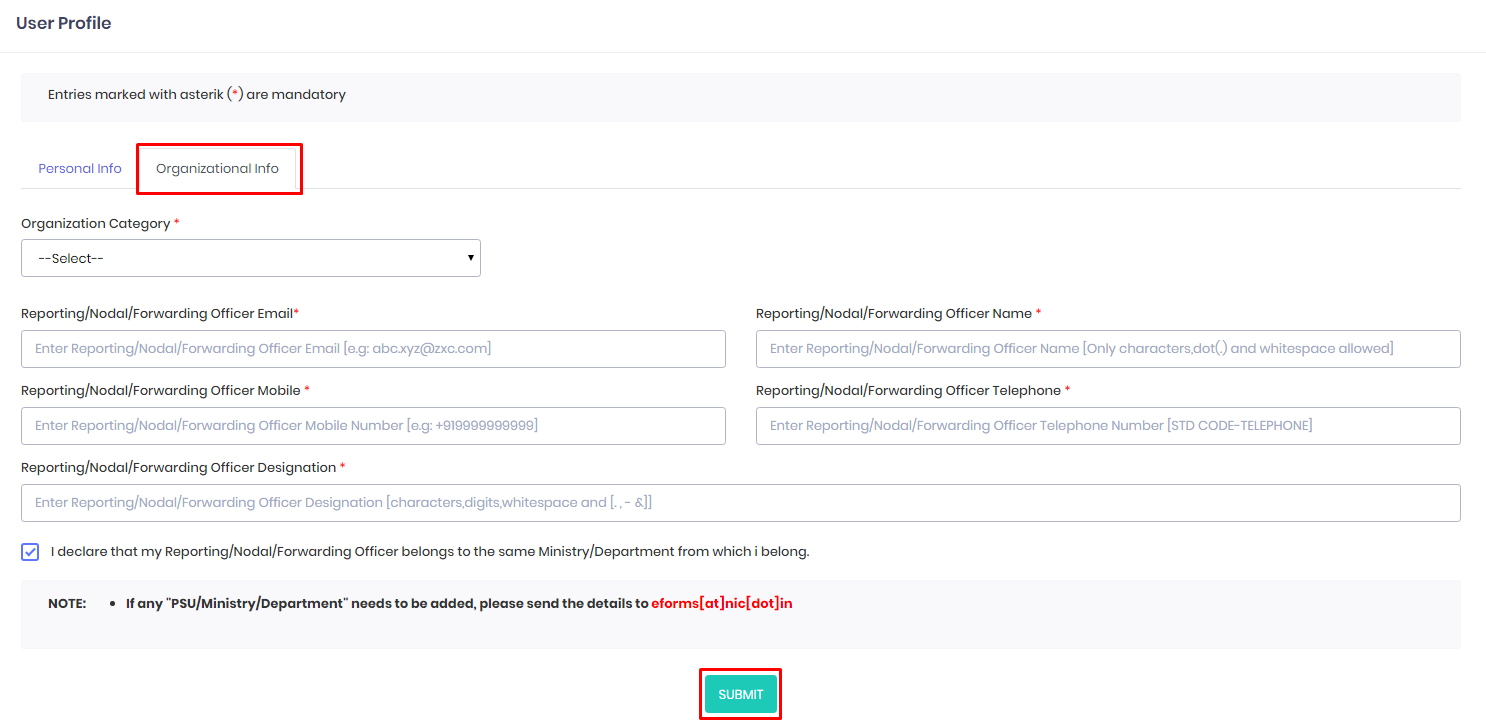 User Profile
Entries marked with asterik (*) are mandatory
Personal Info
Organizational Info
Organization Category *
--Select--
Reporting/Nodal/Forwarding Officer Email*
Reporting/Nodal/Forwarding Officer Name *
Enter Reporting/Nodal/Forwarding Officer Email [e.g: abc.xyz@zxc.com]
Enter Reporting/Nodal/Forwarding Officer Name [Only characters,dot(.) and whitespace allowed]
Reporting/Nodal/Forwarding Officer Mobile *
Reporting/Nodal/Forwarding Officer Telephone *
Enter Reporting/Nodal/Forwarding Officer Mobile Number [e.g: +919999999999]
Enter Reporting/Nodal/Forwarding Officer Telephone Number [STD CODE-TELEPHONE]
Reporting/Nodal/Forwarding Officer Designation *
Enter Reporting/Nodal/Forwarding Officer Designation [characters,digits,whitespace and [. , - &]]
I declare that my Reporting/Nodal/Forwarding Officer belongs to the same Ministry/Department from which i belong.
NOTE: • If any "PSU/Ministry/Department" needs to be added, please send the details to eforms[at]nic[dot]in
SUBMIT